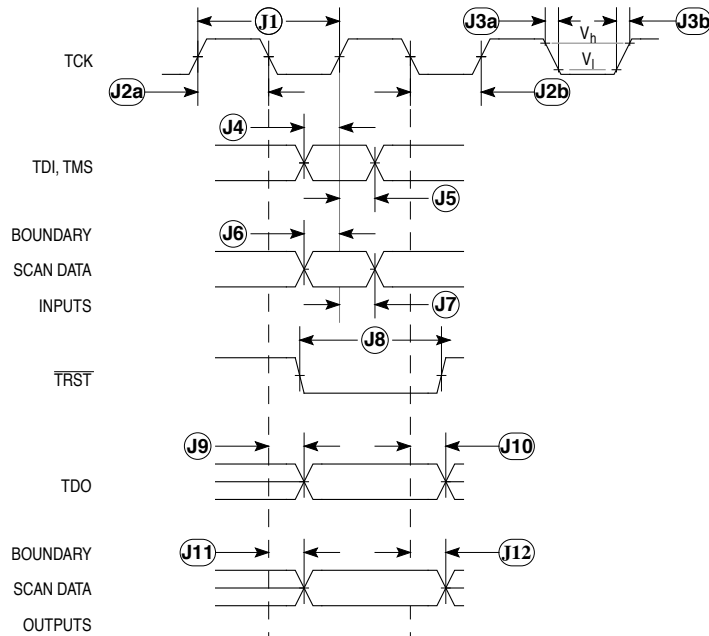 J1
J3a
J3b
Vh
TCK
Vl
J2a
J2b
J4
TDI, TMS
J5
BOUNDARY
J6
SCAN DATA
INPUTS
J7
J8
TRST
J9
J10
TDO
BOUNDARY
J11
J12
SCAN DATA
OUTPUTS